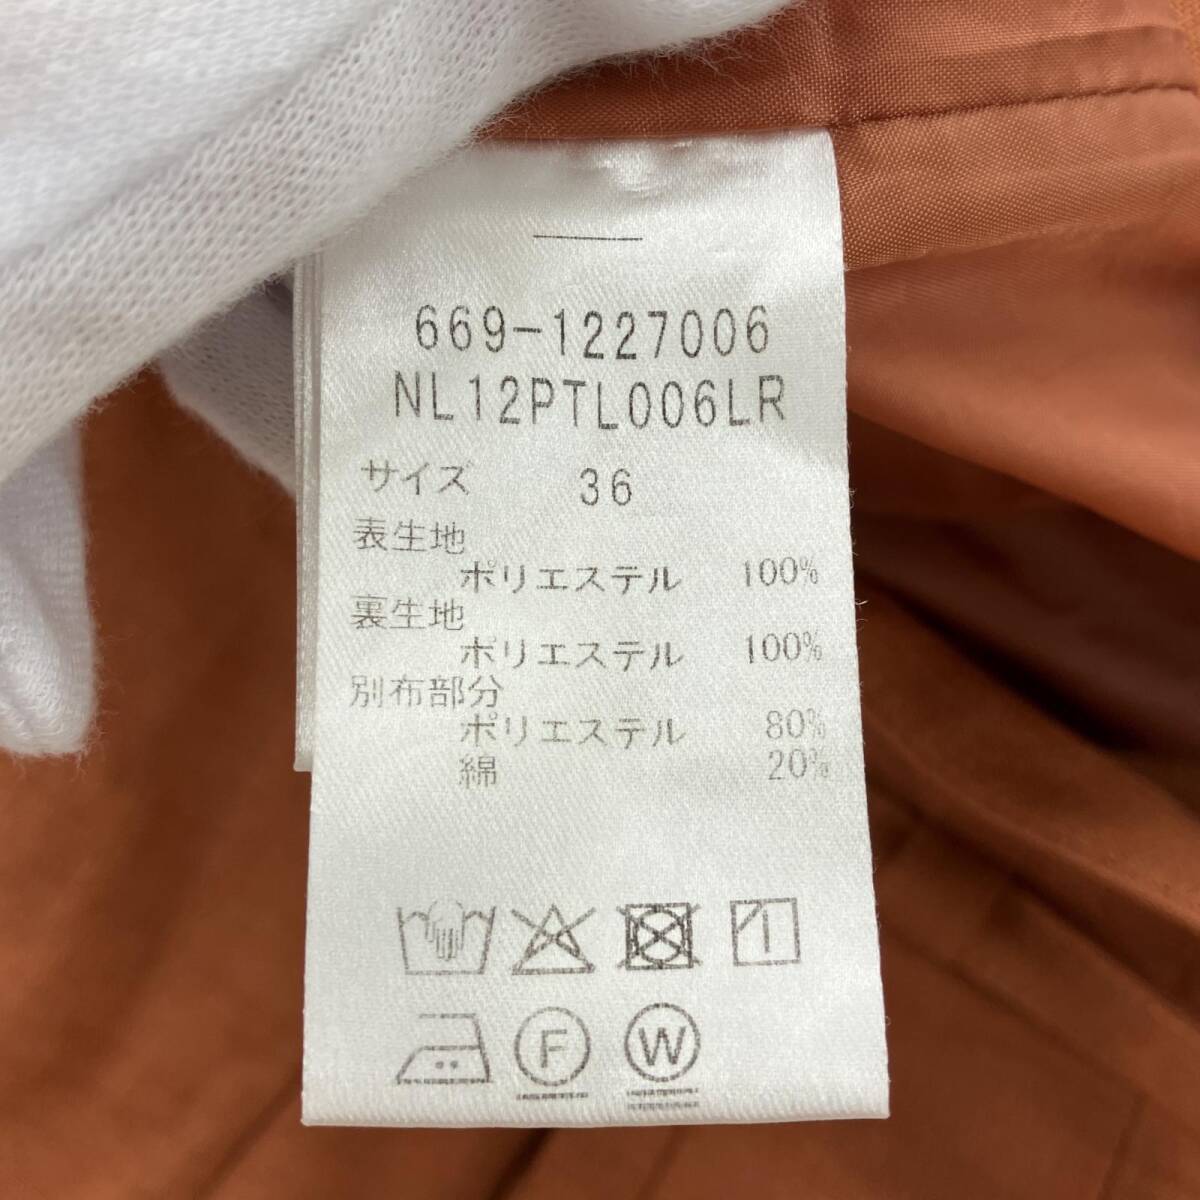 669-1227006
NL12PTL006LR
サイズ 36
表生地
ポリエステル 100%
裏生地
ポリエステル 100%
別布部分
ポリエステル 80%
綿 20%
F W